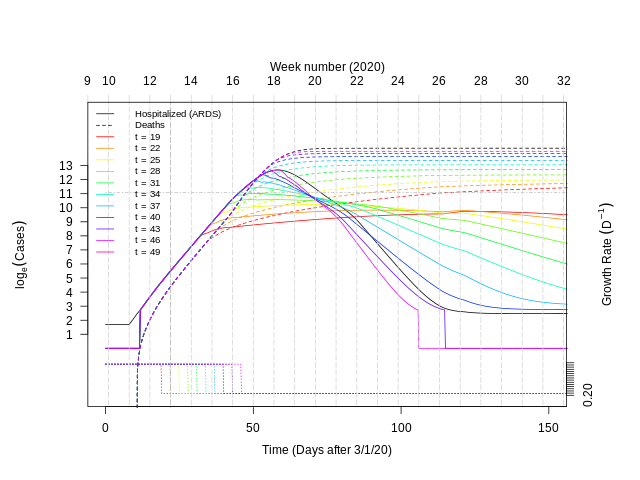 Week number (2020)
9 10 12 14 16 18 20 22 24 26 28 30 32
Hospitalized (ARDS)
Deaths
t = 19
t = 22
t = 25
t = 28
t = 31
t = 34
t = 37
t = 40
t = 43
t = 46
t = 49
13
12
11
10
9
8
7
6
5
4
3
2
1
logₑ(Cases)
Growth Rate (D⁻¹)
0.20
0 50 100 150
Time (Days after 3/1/20)